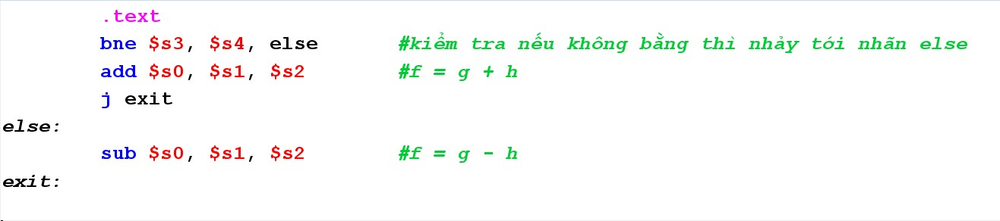 .text
bne $s3, $s4, else #kiểm tra nếu không bằng thì nhảy tới nhãn else
add $s0, $s1, $s2 #f = g + h
j exit
else:
sub $s0, $s1, $s2 #f = g - h
exit: